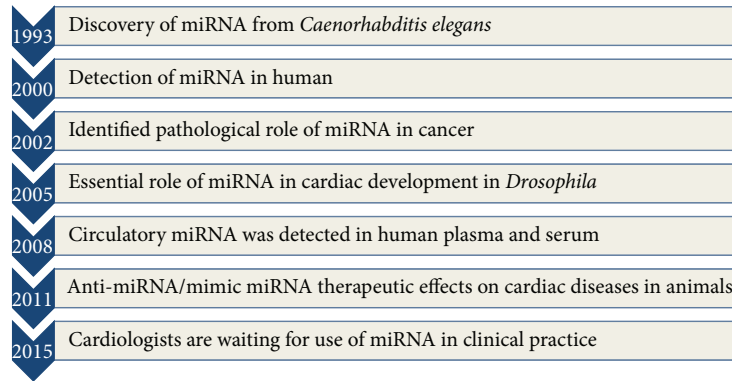 1993 Discovery of miRNA from Caenorhabditis elegans
2000 Detection of miRNA in human
2002 Identified pathological role of miRNA in cancer
2005 Essential role of miRNA in cardiac development in Drosophila
2008 Circulatory miRNA was detected in human plasma and serum
2011 Anti-miRNA/mimic miRNA therapeutic effects on cardiac diseases in animals
2015 Cardiologists are waiting for use of miRNA in clinical practice